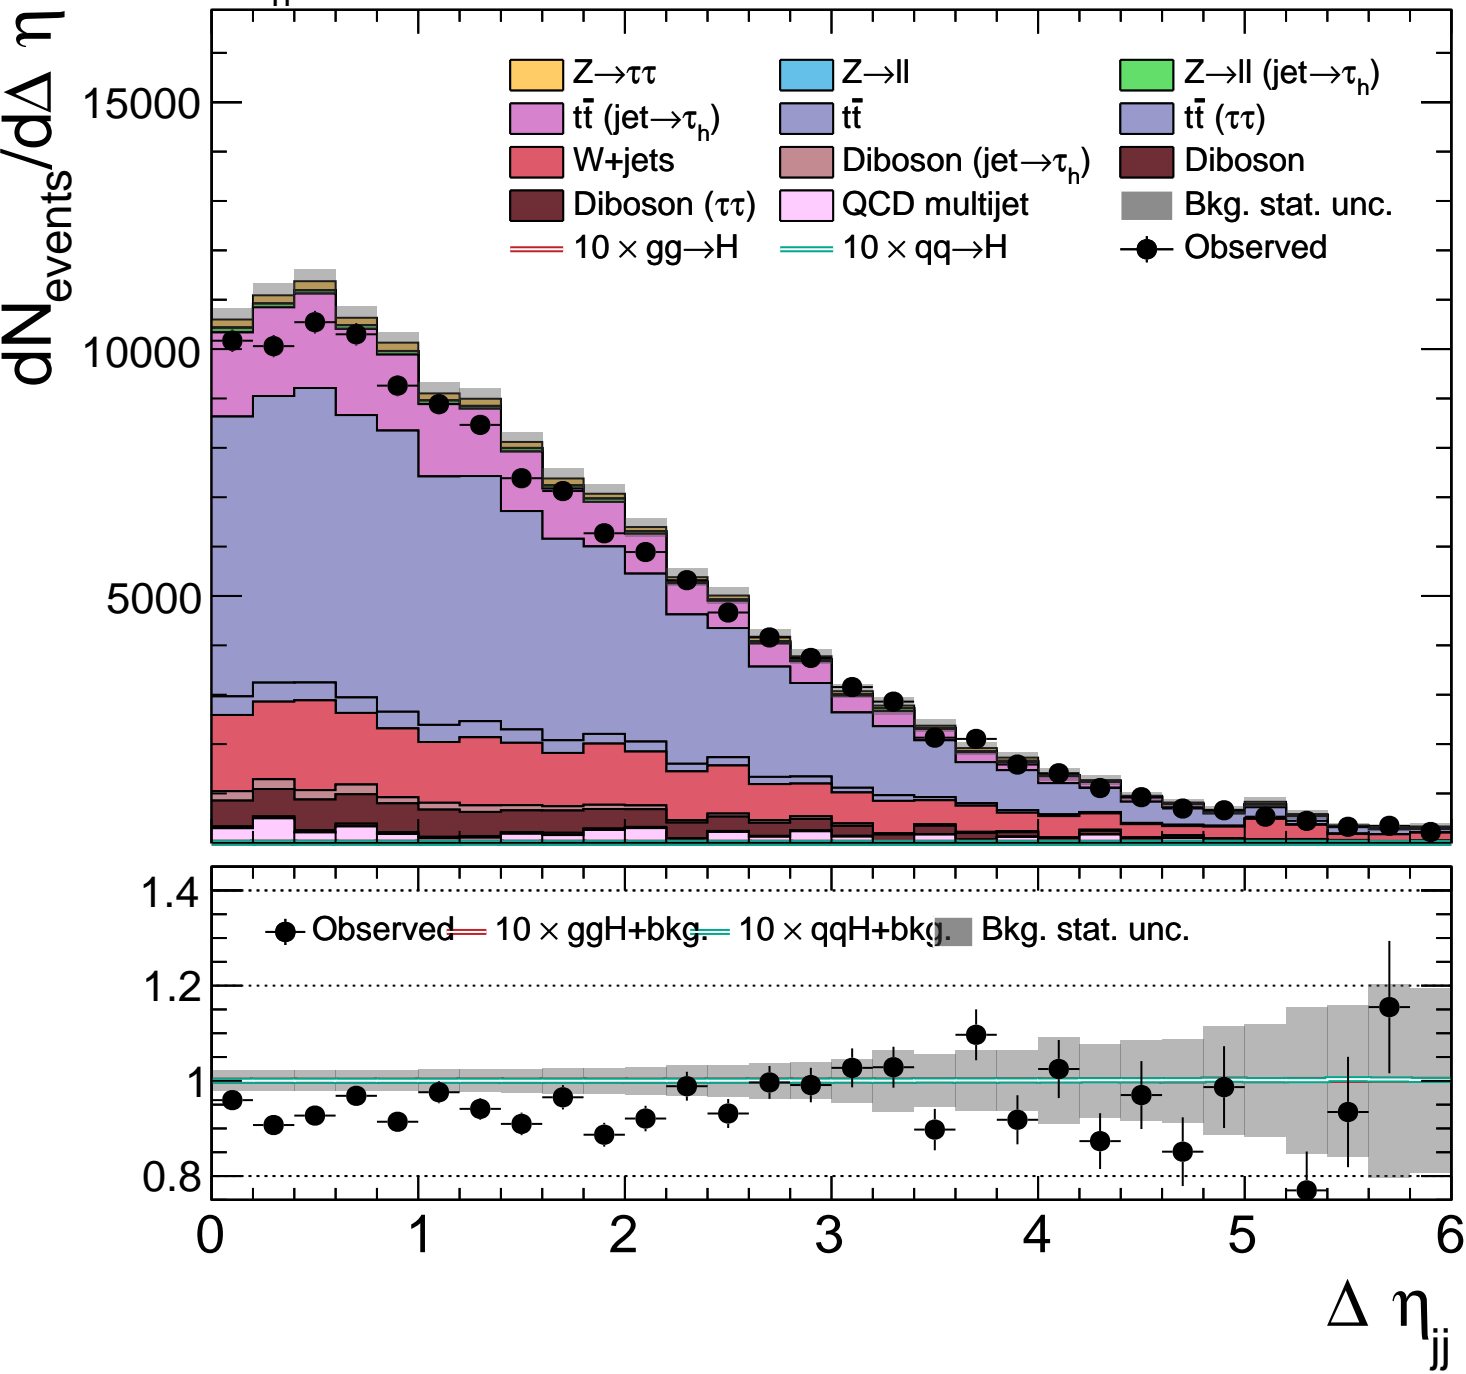 dN_events/dΔ η_jj
15000
10000
5000
Z→ττ Z→ll Z→ll (jet→τ_h)
tt̄ (jet→τ_h) tt̄ tt̄ (ττ)
W+jets Diboson (jet→τ_h) Diboson
Diboson (ττ) QCD multijet Bkg. stat. unc.
10 × gg→H 10 × qq→H Observed
1.4
Observed 10 × ggH+bkg. 10 × qqH+bkg. Bkg. stat. unc.
1.2
1
0.8
0 1 2 3 4 5 6
Δ η_jj